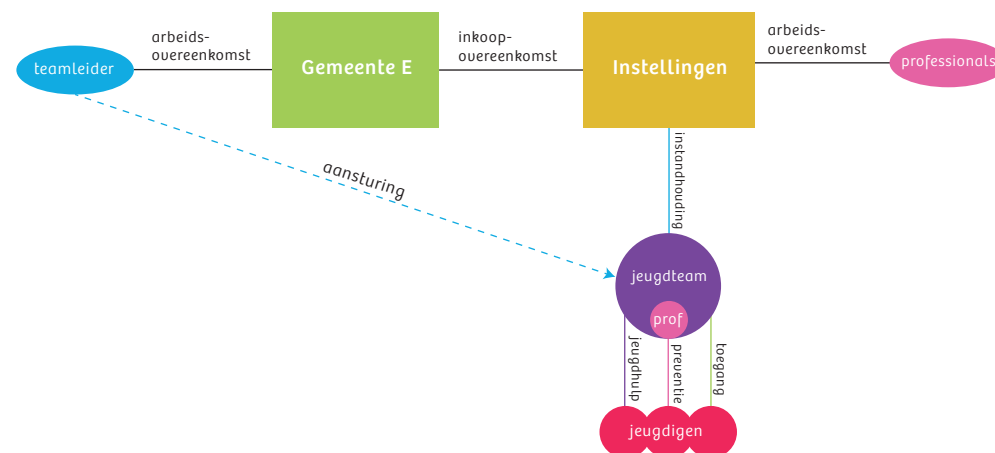 teamleider
arbeids-
overeenkomst
Gemeente E
inkoop-
overeenkomst
Instellingen
arbeids-
overeenkomst
professionals
aansturing
instandhouding
jeugdteam
prof
jeugdhulp
preventie
toegang
jeugdigen